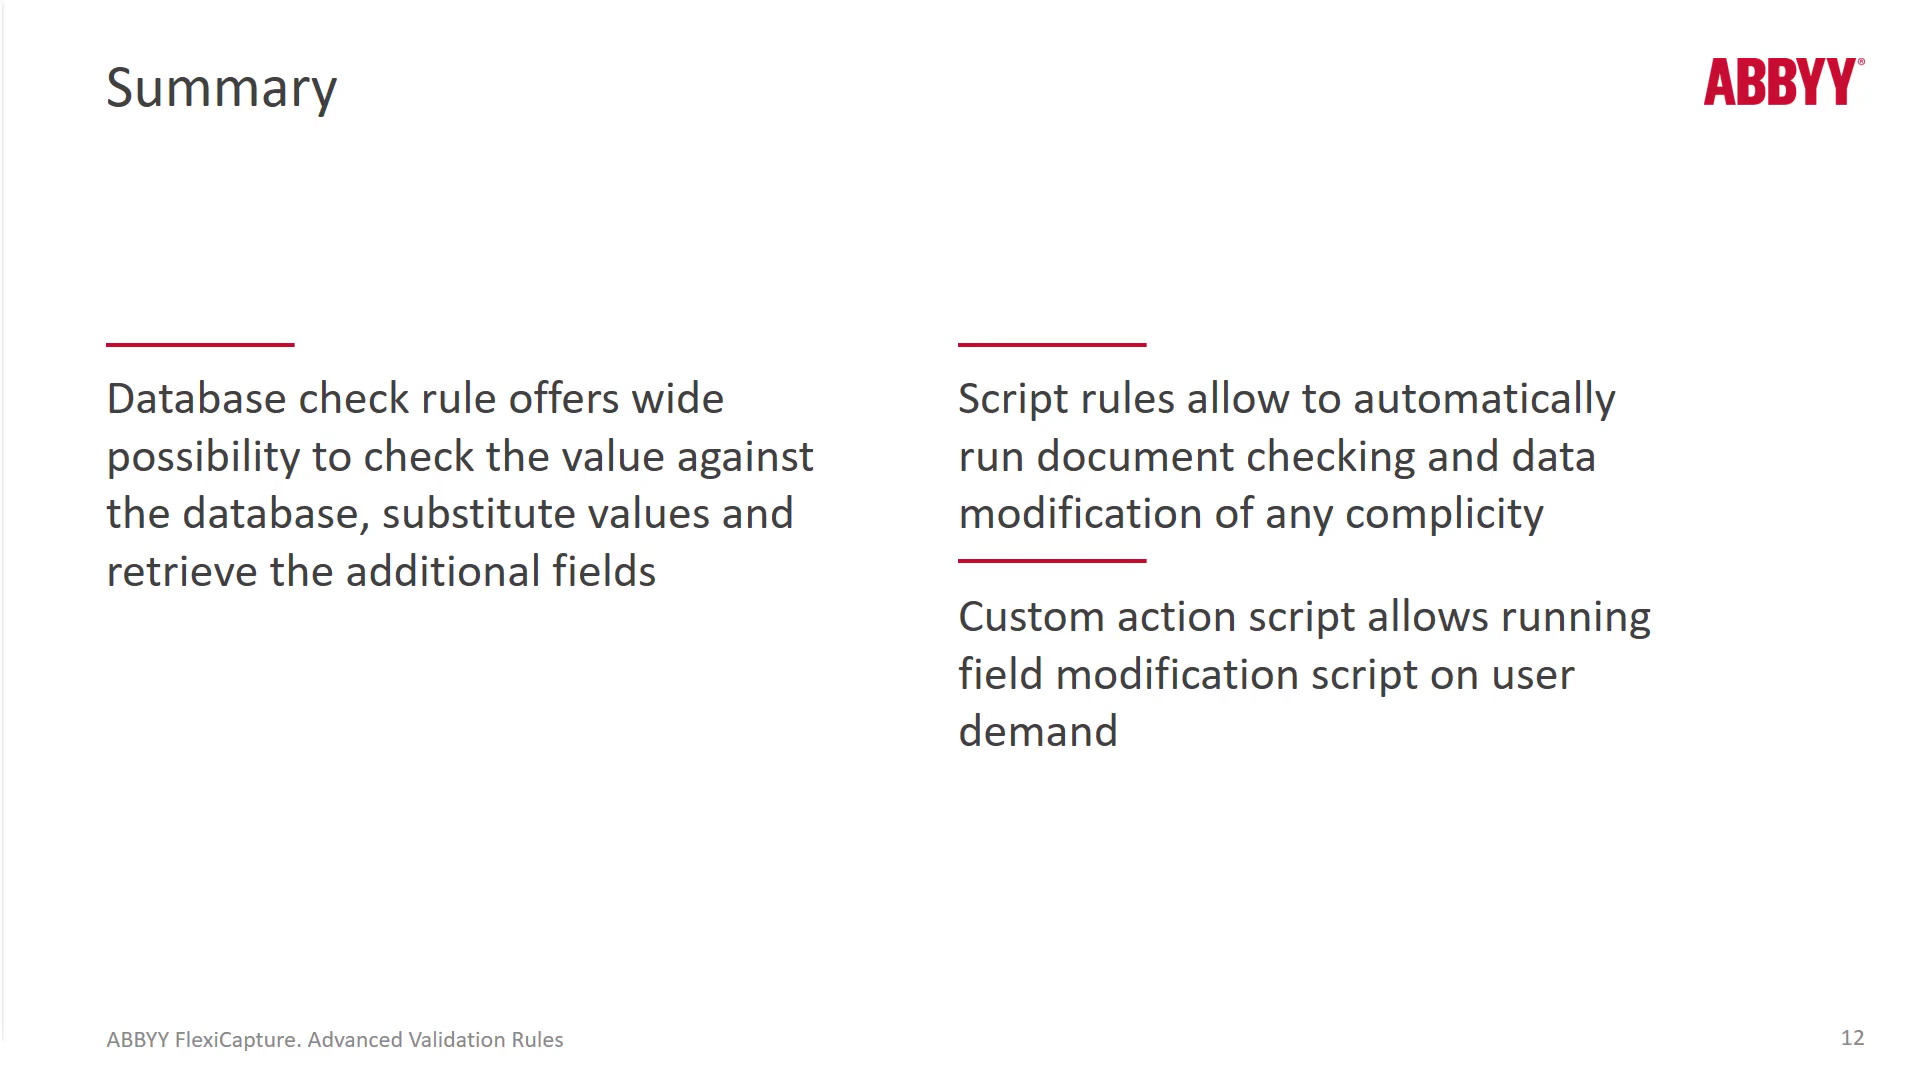 Summary
ABBYY®
Database check rule offers wide
possibility to check the value against
the database, substitute values and
retrieve the additional fields
Script rules allow to automatically
run document checking and data
modification of any complicity
Custom action script allows running
field modification script on user
demand
ABBYY FlexiCapture. Advanced Validation Rules
12